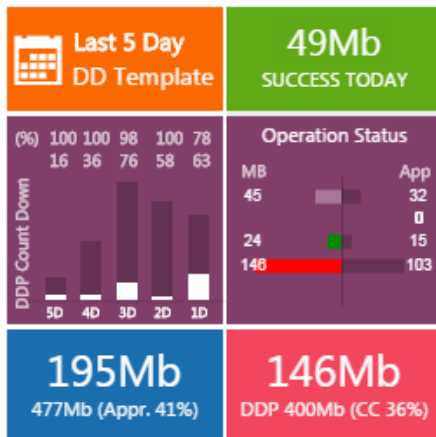 Last 5 Day
DD Template
49Mb
SUCCESS TODAY
(%) 100 100 98 100 78
16 36 76 58 63
DDP Count Down
5D 4D 3D 2D 1D
Operation Status
MB App
45 32
0
24 15
146 103
195Mb
477Mb (Appr. 41%)
146Mb
DDP 400Mb (CC 36%)